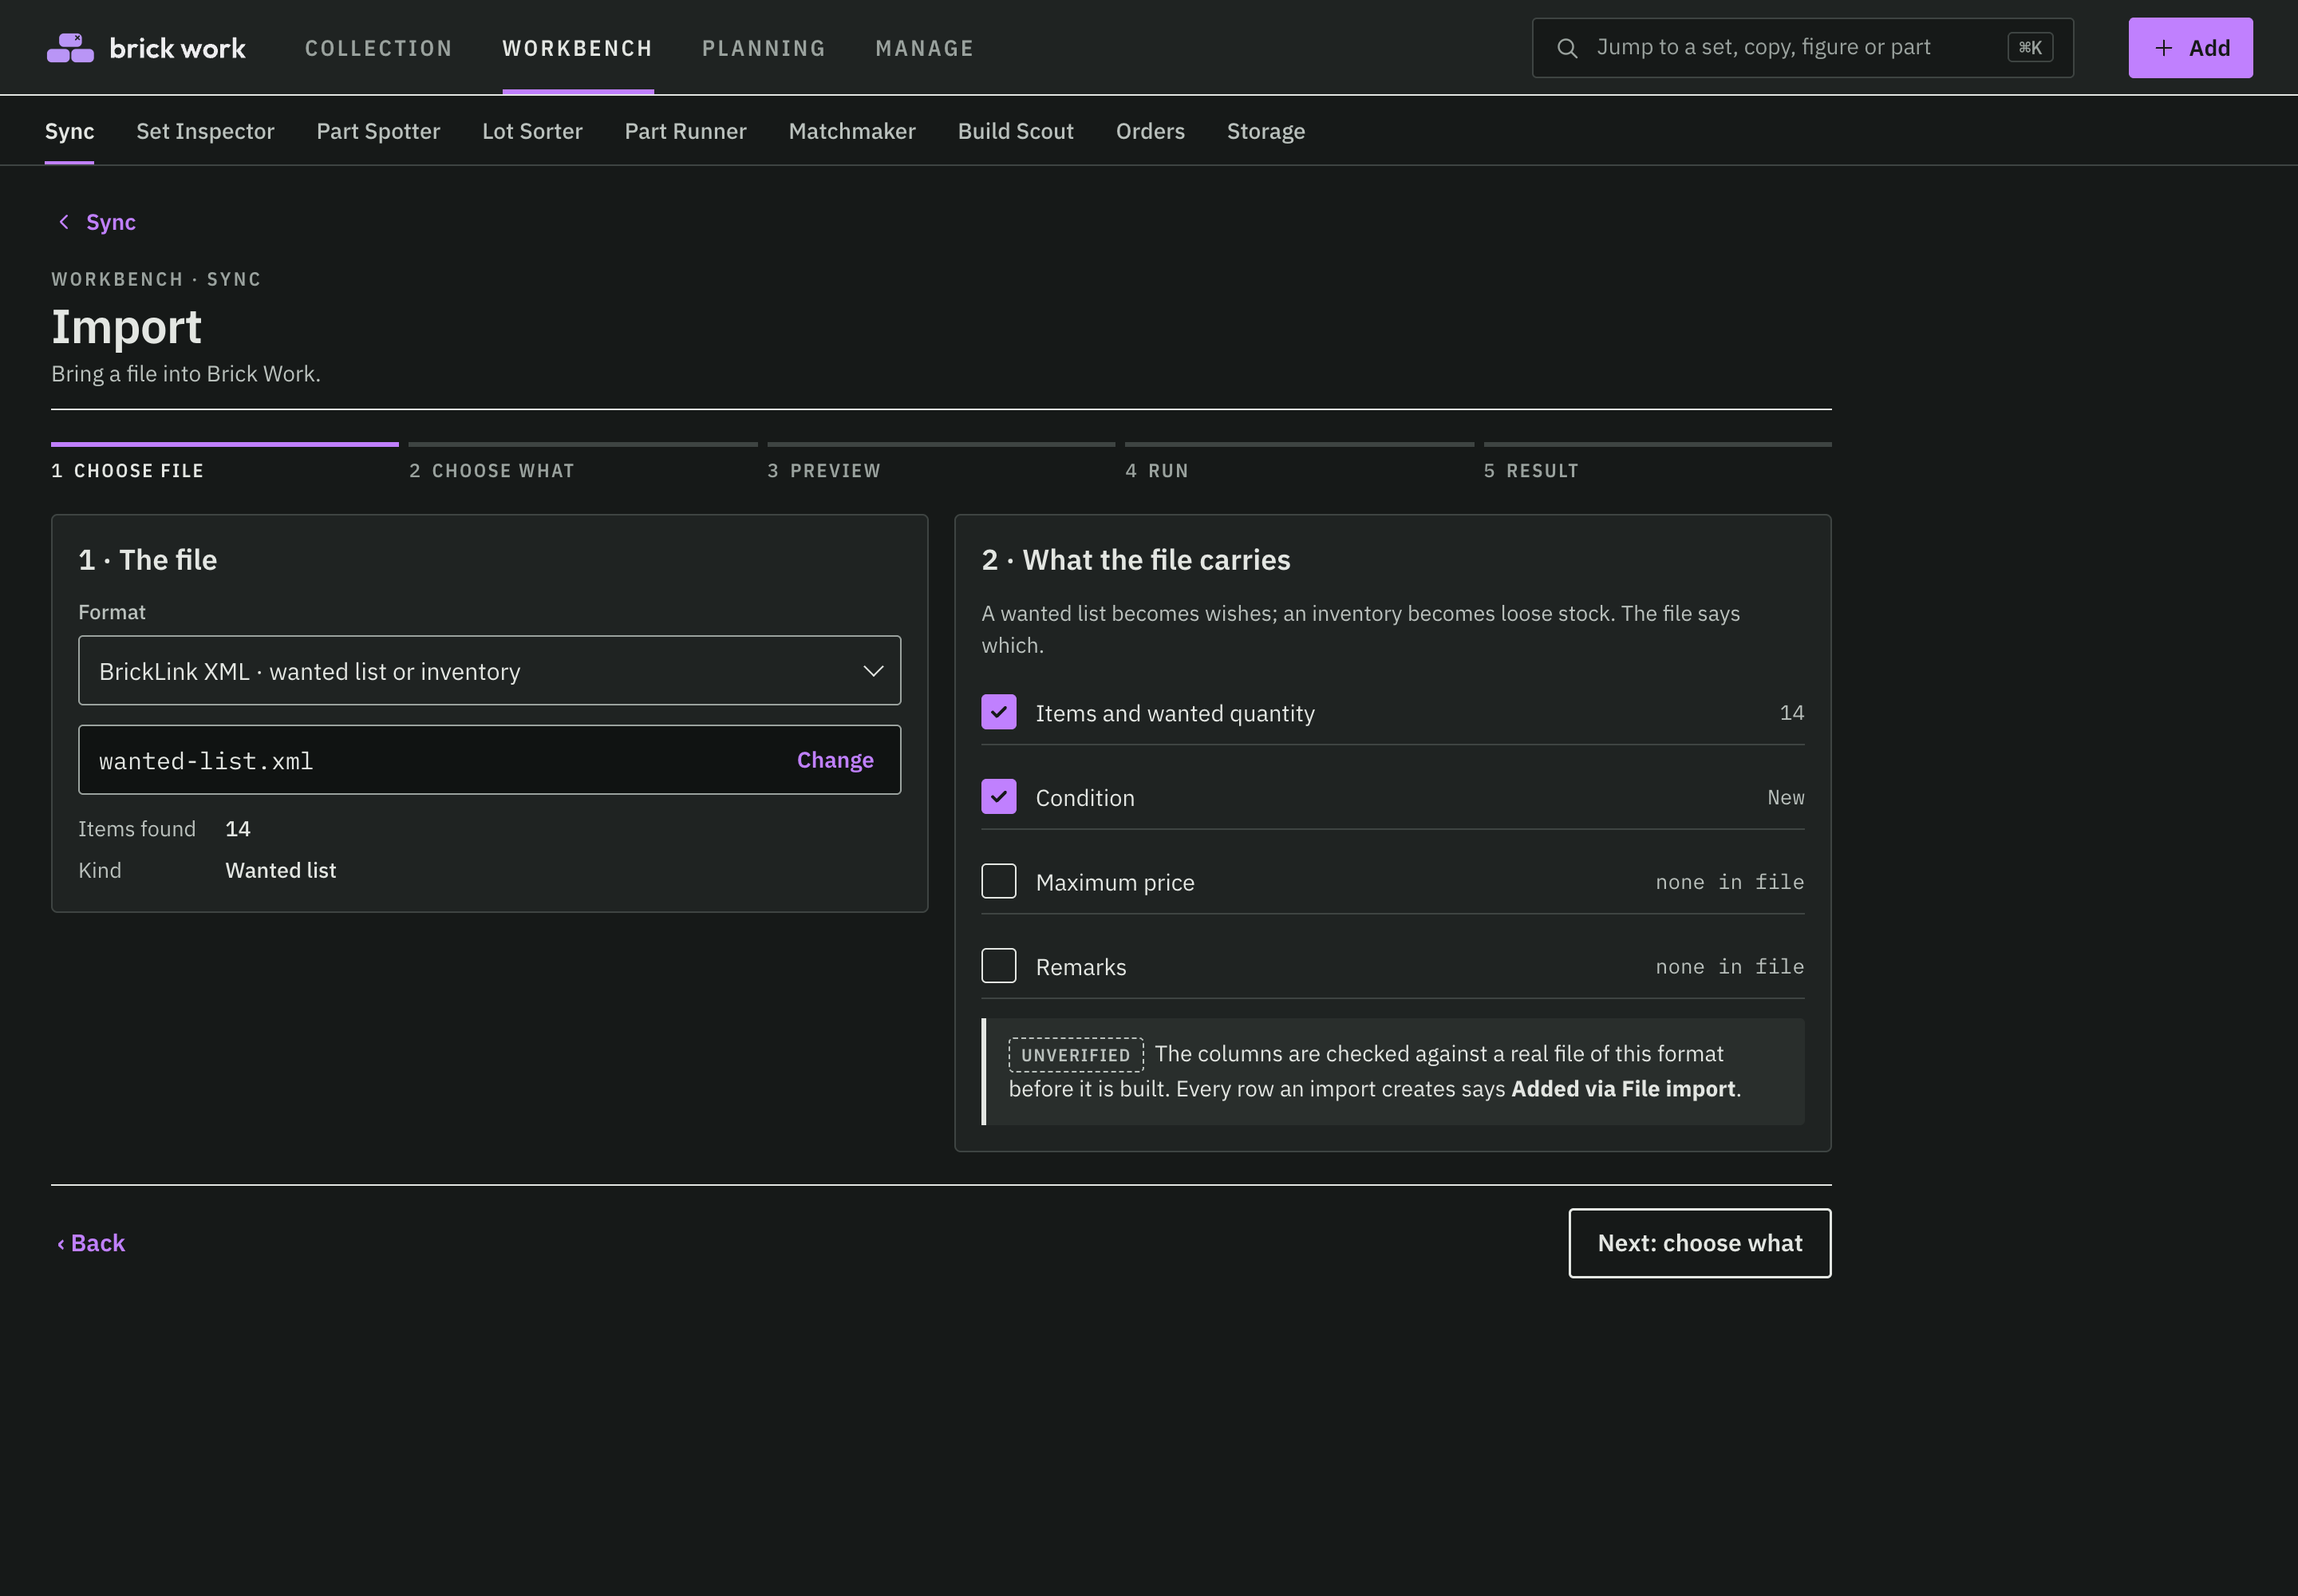 brick work
COLLECTION
WORKBENCH
PLANNING
MANAGE
Jump to a set, copy, figure or part
⌘K
+ Add
Sync
Set Inspector
Part Spotter
Lot Sorter
Part Runner
Matchmaker
Build Scout
Orders
Storage
‹ Sync
WORKBENCH · SYNC
Import
Bring a file into Brick Work.
1 CHOOSE FILE
2 CHOOSE WHAT
3 PREVIEW
4 RUN
5 RESULT
1 · The file
Format
BrickLink XML · wanted list or inventory
wanted-list.xml
Change
Items found 14
Kind Wanted list
2 · What the file carries
A wanted list becomes wishes; an inventory becomes loose stock. The file says
which.
Items and wanted quantity 14
Condition New
Maximum price none in file
Remarks none in file
UNVERIFIED The columns are checked against a real file of this format
before it is built. Every row an import creates says Added via File import.
‹ Back
Next: choose what